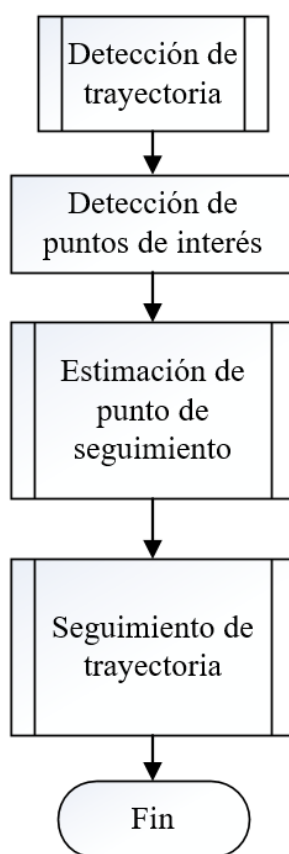 Detección de
trayectoria
Detección de
puntos de interés
Estimación de
punto de
seguimiento
Seguimiento de
trayectoria
Fin